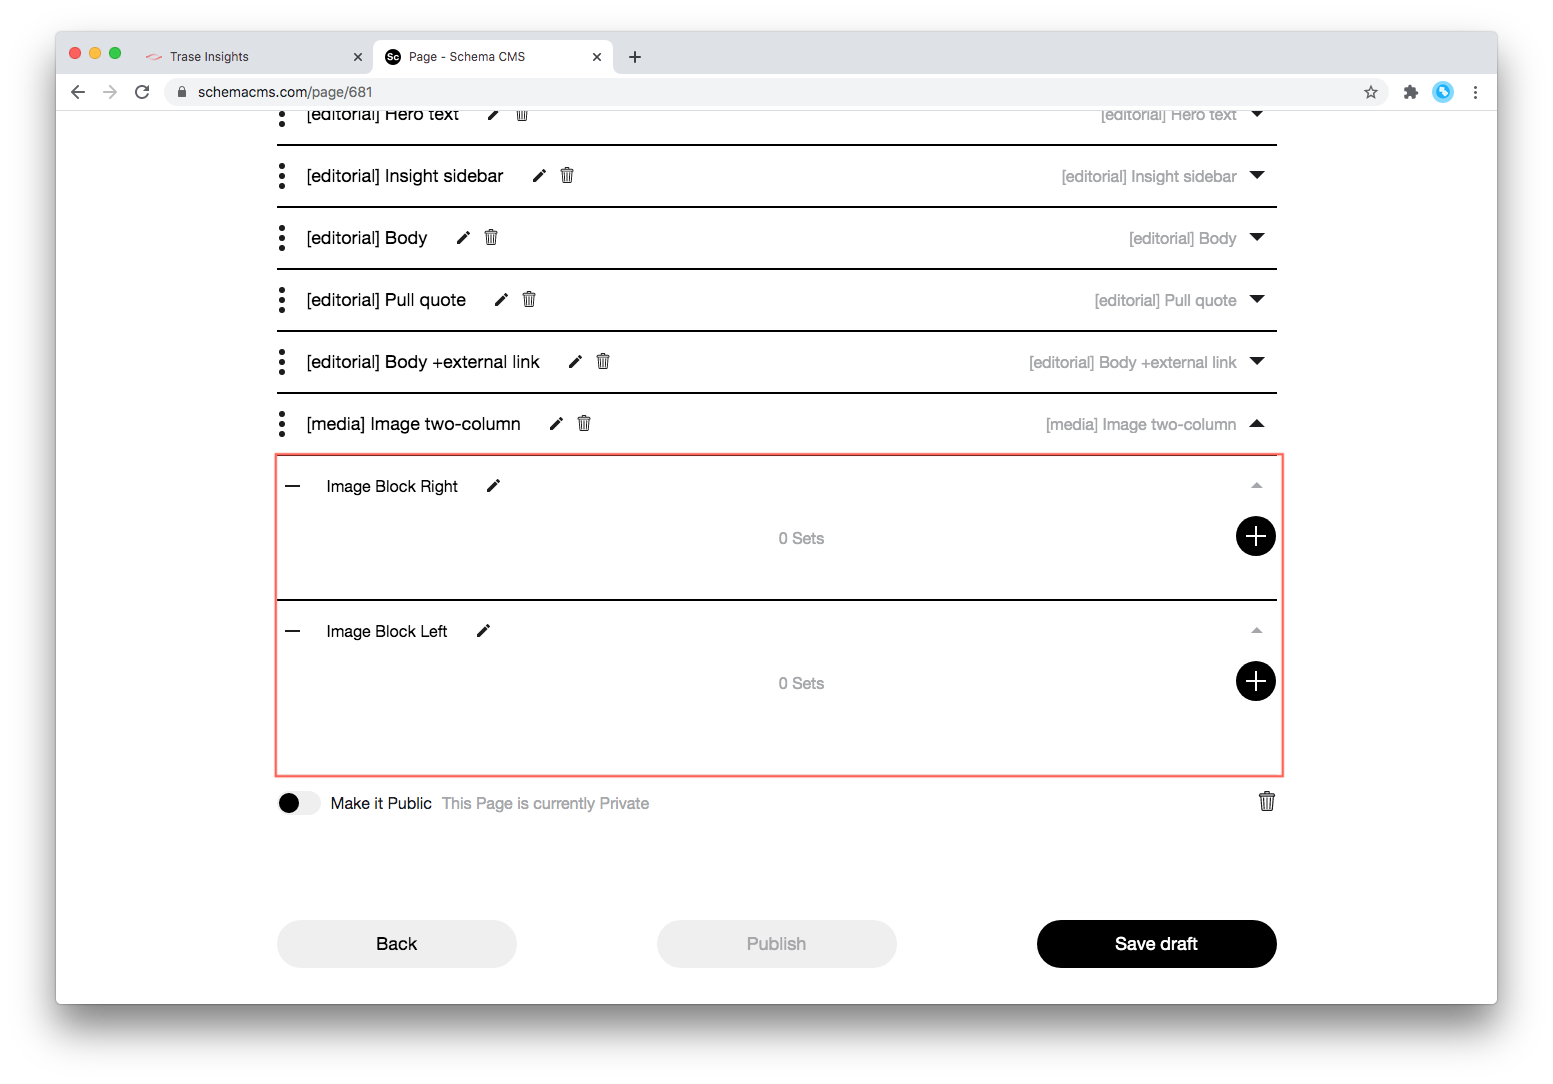 Trase Insights
Sc Page - Schema CMS
schemacms.com/page/681
[editorial] Hero text [editorial] Hero text
[editorial] Insight sidebar [editorial] Insight sidebar
[editorial] Body [editorial] Body
[editorial] Pull quote [editorial] Pull quote
[editorial] Body +external link [editorial] Body +external link
[media] Image two-column [media] Image two-column
Image Block Right
0 Sets
Image Block Left
0 Sets
Make it Public This Page is currently Private
Back Publish Save draft